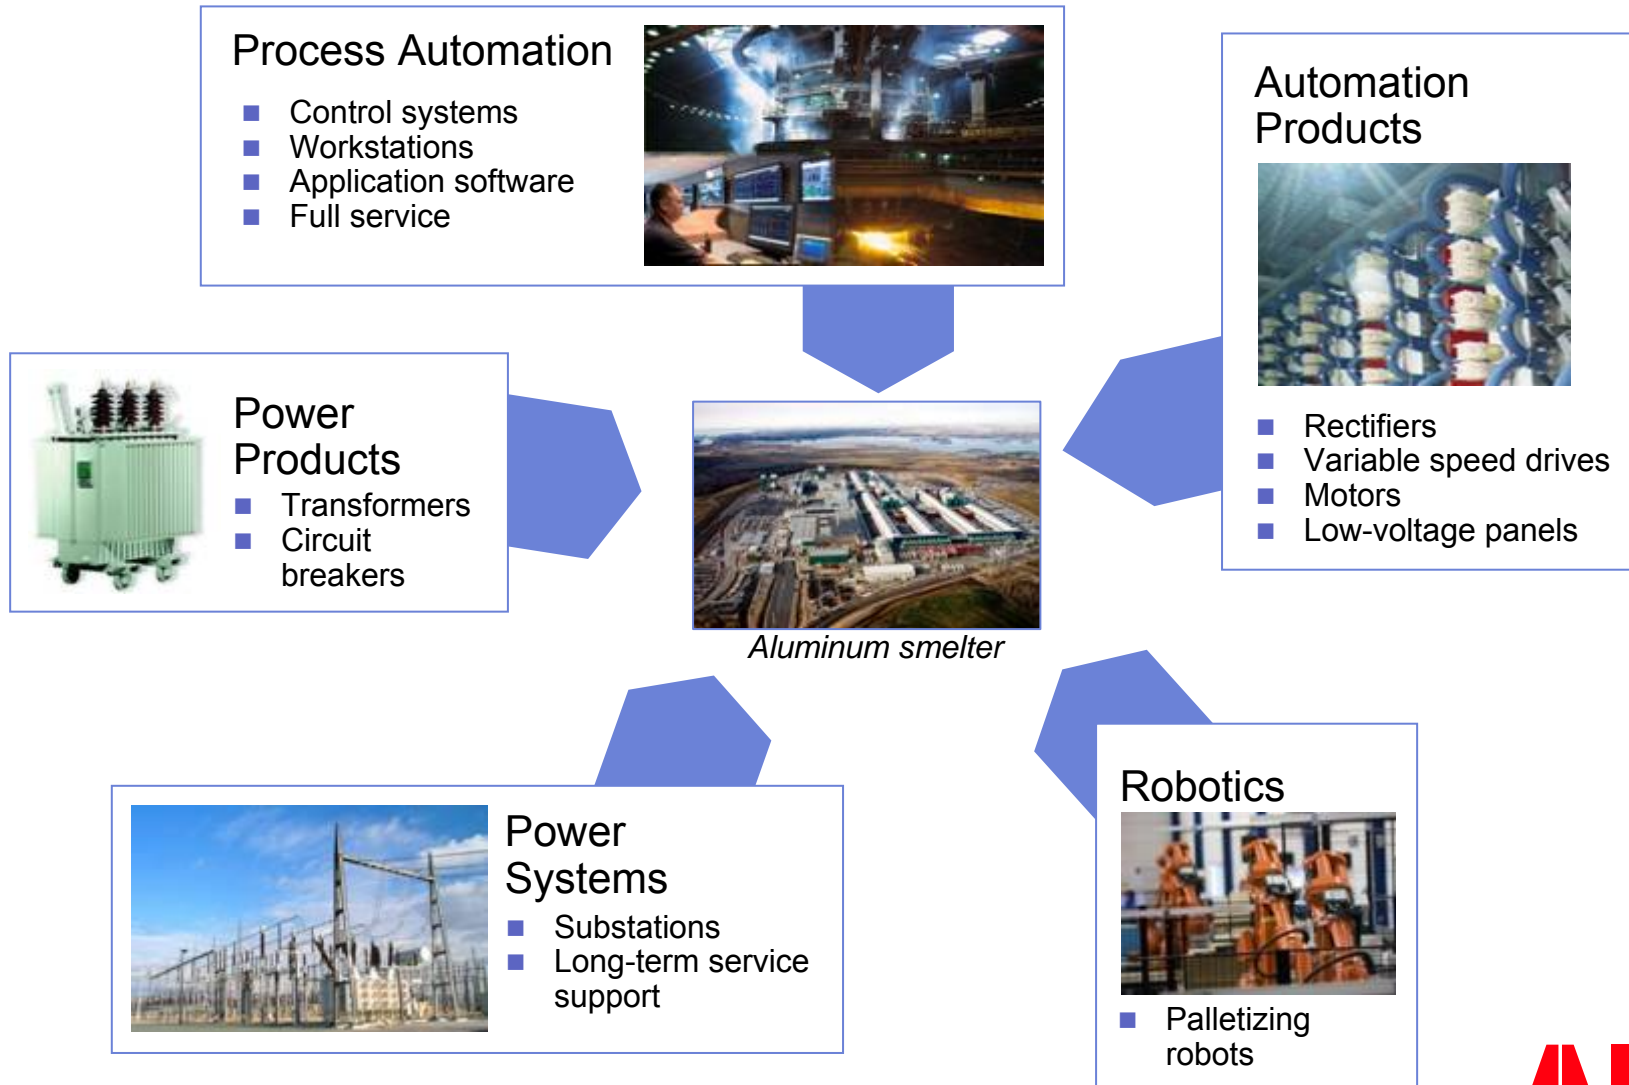 Process Automation
Control systems
Workstations
Application software
Full service
Automation
Products
Rectifiers
Variable speed drives
Motors
Low-voltage panels
Power
Products
Transformers
Circuit
breakers
Aluminum smelter
Power
Systems
Substations
Long-term service
support
Robotics
Palletizing
robots